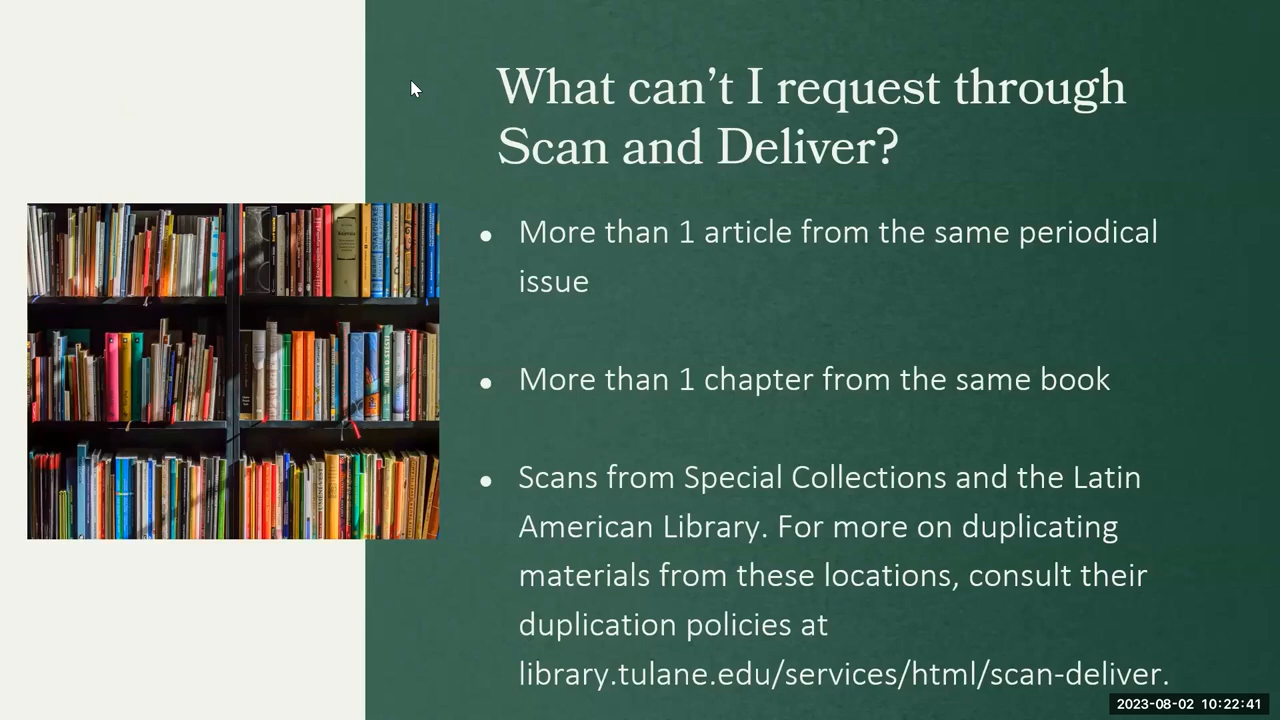 What can't I request through
Scan and Deliver?
• More than 1 article from the same periodical
issue
• More than 1 chapter from the same book
• Scans from Special Collections and the Latin
American Library. For more on duplicating
materials from these locations, consult their
duplication policies at
library.tulane.edu/services/html/scan-deliver.
2023-08-02 10:22:41